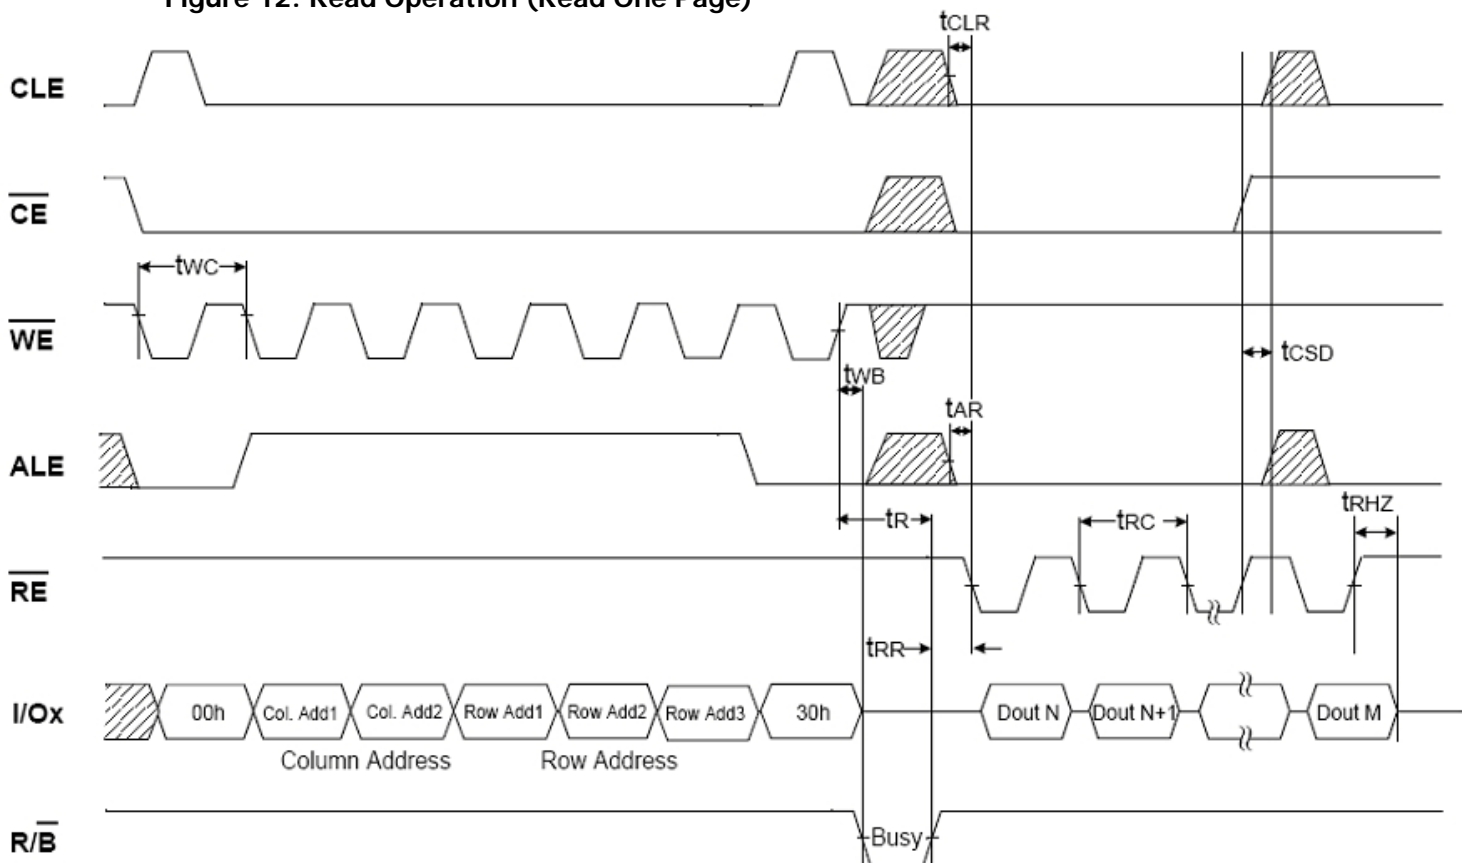 Figure 12: Read Operation (Read One Page)
tCLR
CLE
CE
tWC
WE
tCSD
tWB
tAR
ALE
tRHZ
tR
tRC
RE
tRR
I/Ox
00h
Col. Add1
Col. Add2
Row Add1
Row Add2
Row Add3
30h
Dout N
Dout N+1
Dout M
Column Address
Row Address
R/B
Busy